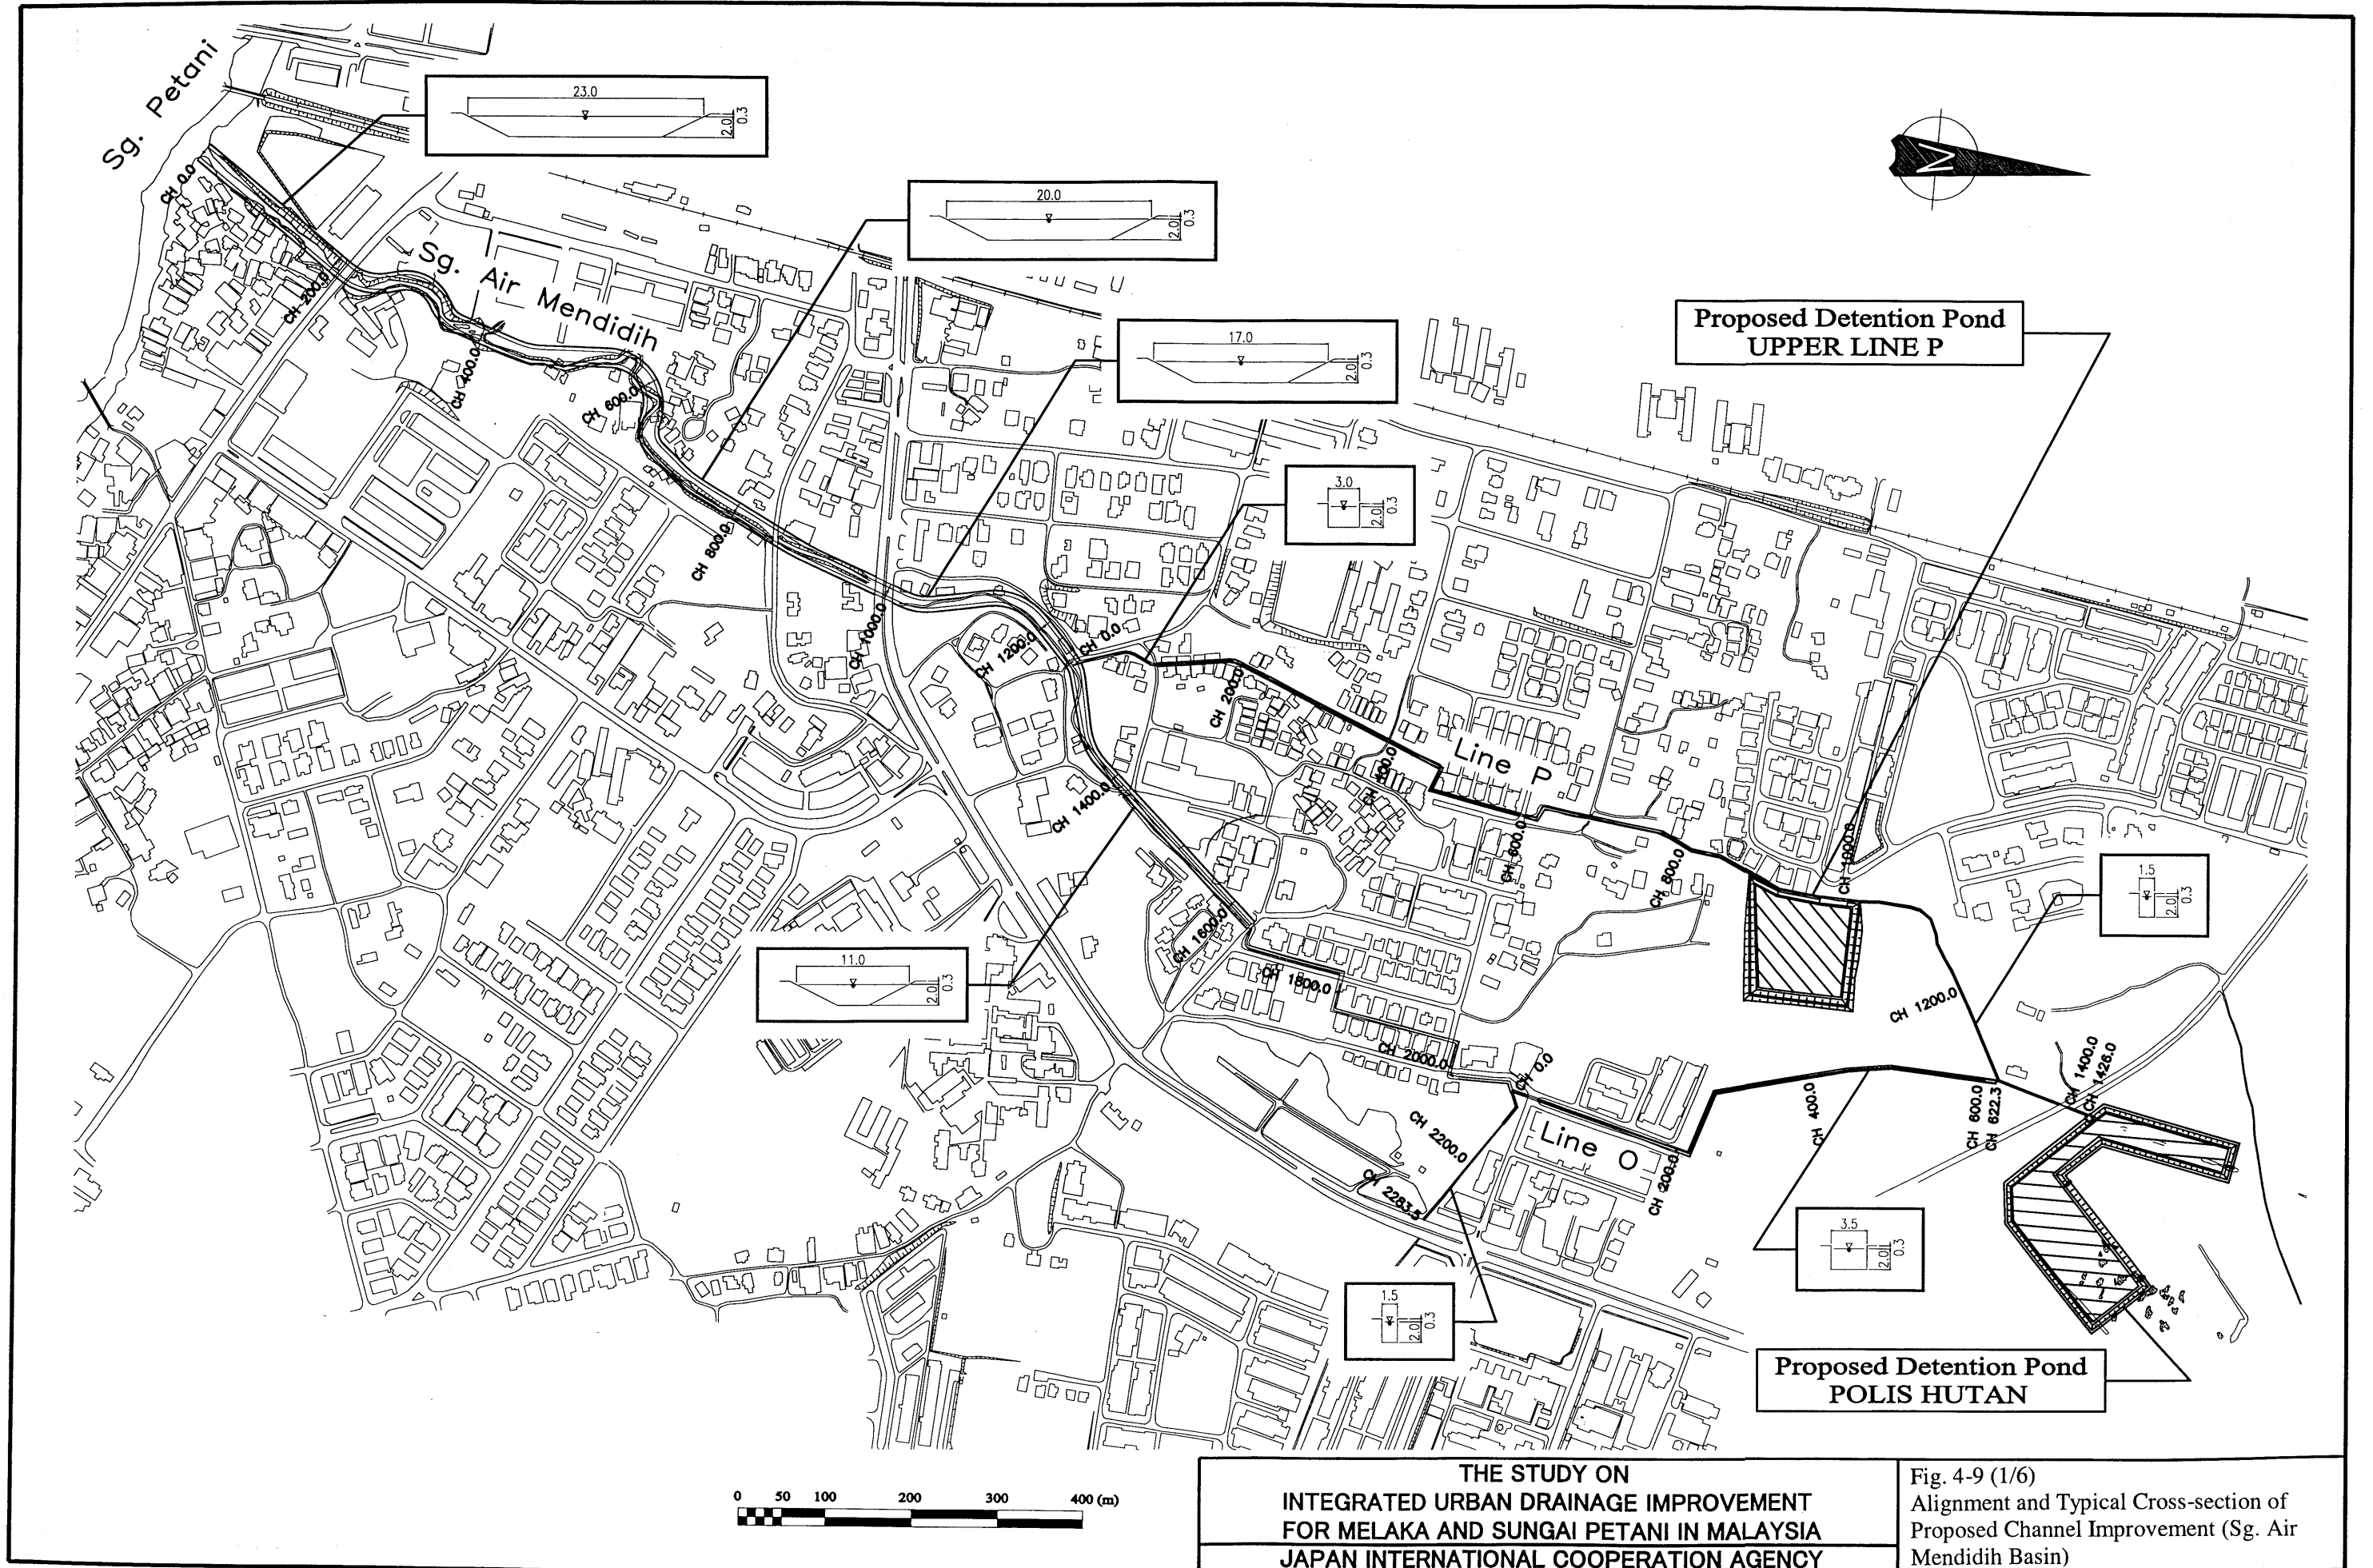 Sg. Petani
23.0
2.0
0.3
CH 0.0
20.0
2.0
0.3
Sg. Air Mendidih
CH 200.0
17.0
2.0
0.3
Proposed Detention Pond
UPPER LINE P
CH 400.0
CH 600.0
3.0
2.0
0.3
CH 800.0
CH 1000.0
CH 1200.0
CH 0.0
CH 200.0
CH 400.0
Line P
CH 1400.0
CH 600.0
CH 800.0
CH 1000.0
1.5
2.0
0.3
CH 1600.0
11.0
2.0
0.3
CH 1800.0
CH 1200.0
CH 2000.0
CH 0.0
CH 1400.0
CH 1426.0
CH 2200.0
Line O
CH 400.0
CH 600.0
CH 622.3
CH 2283.5
CH 200.0
3.5
2.0
0.3
1.5
2.0
0.3
Proposed Detention Pond
POLIS HUTAN
0 50 100 200 300 400 (m)
THE STUDY ON
INTEGRATED URBAN DRAINAGE IMPROVEMENT
FOR MELAKA AND SUNGAI PETANI IN MALAYSIA
JAPAN INTERNATIONAL COOPERATION AGENCY
Fig. 4-9 (1/6)
Alignment and Typical Cross-section of
Proposed Channel Improvement (Sg. Air
Mendidih Basin)
N